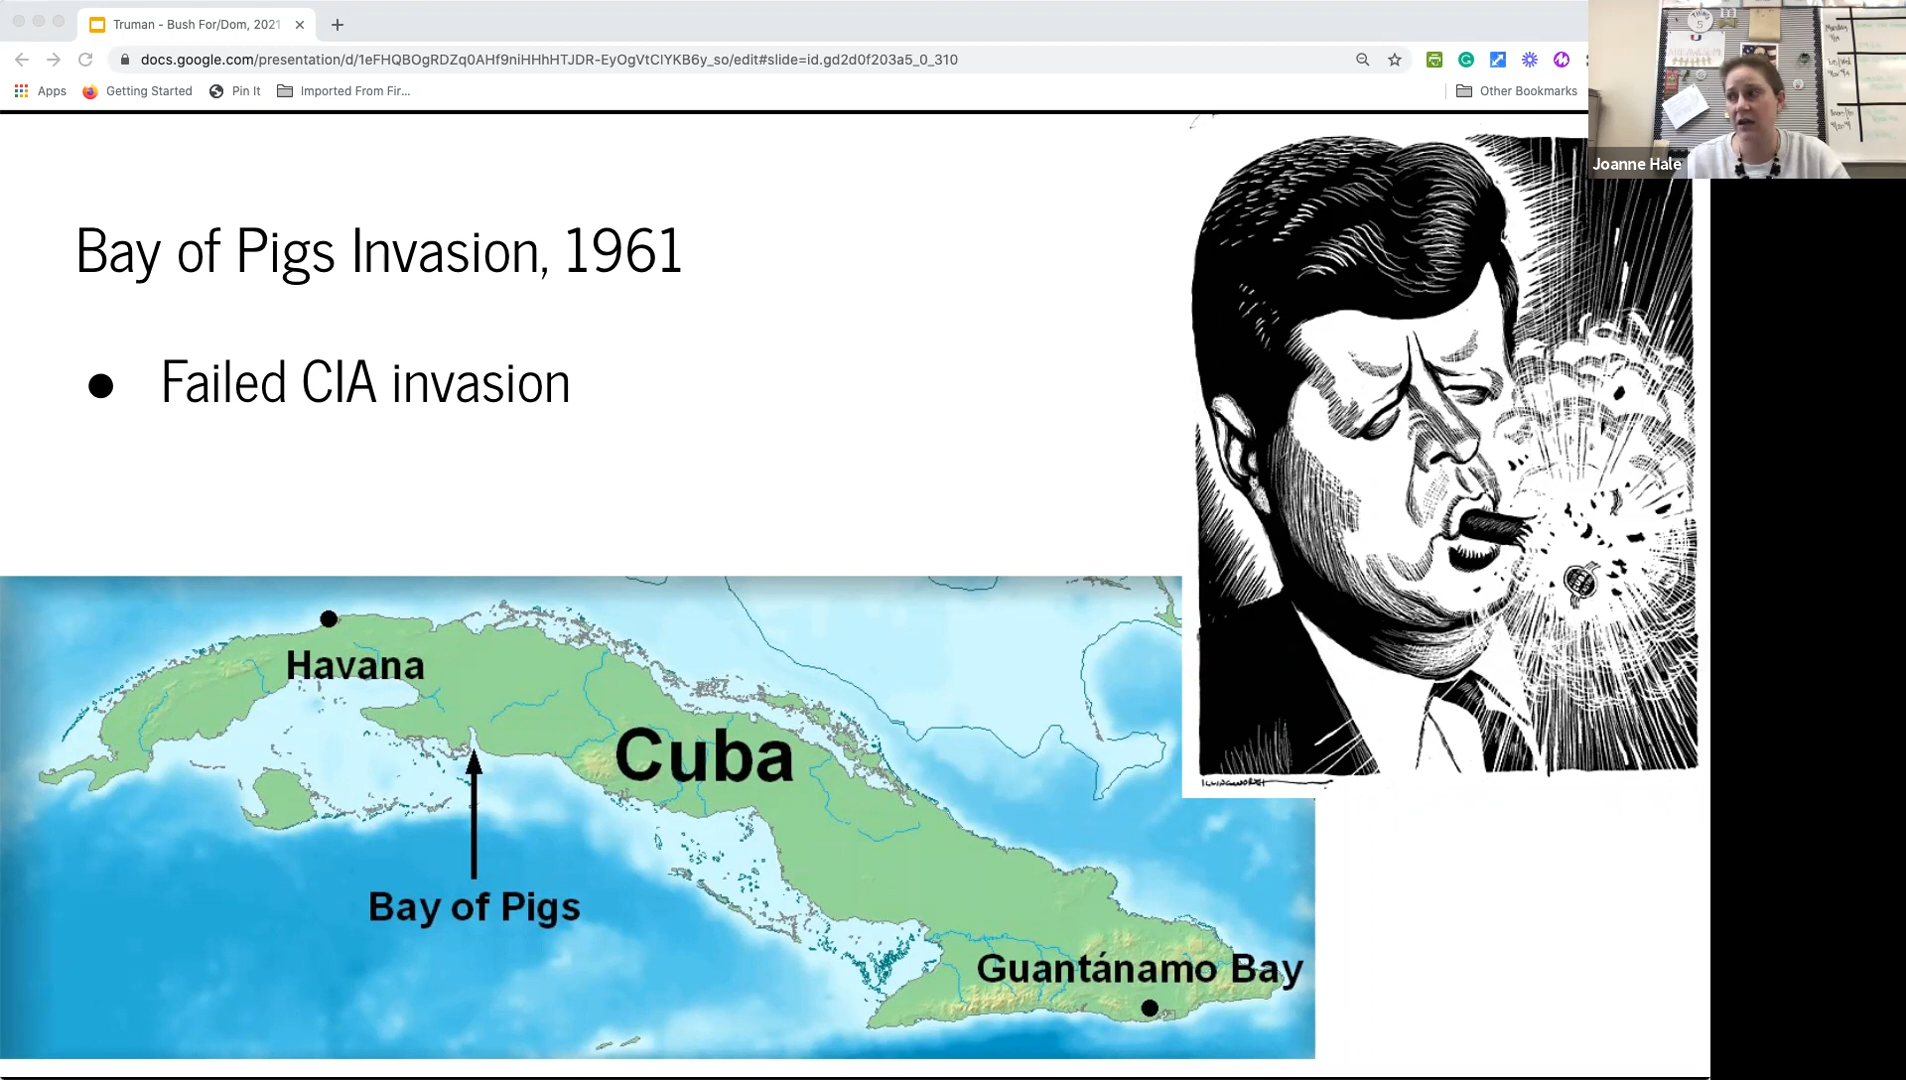 Truman - Bush For/Dom, 2021
docs.google.com/presentation/d/1eFHQBOgRDZq0AHf9niHHhHTJDR-EyOgVtClYKB6y_so/edit#slide=id.gd2d0f203a5_0_310
Apps
Getting Started
Pin It
Imported From Fir...
Other Bookmarks
Joanne Hale
Bay of Pigs Invasion, 1961
● Failed CIA invasion
Havana
Cuba
Bay of Pigs
Guantánamo Bay
ILLINGWORTH